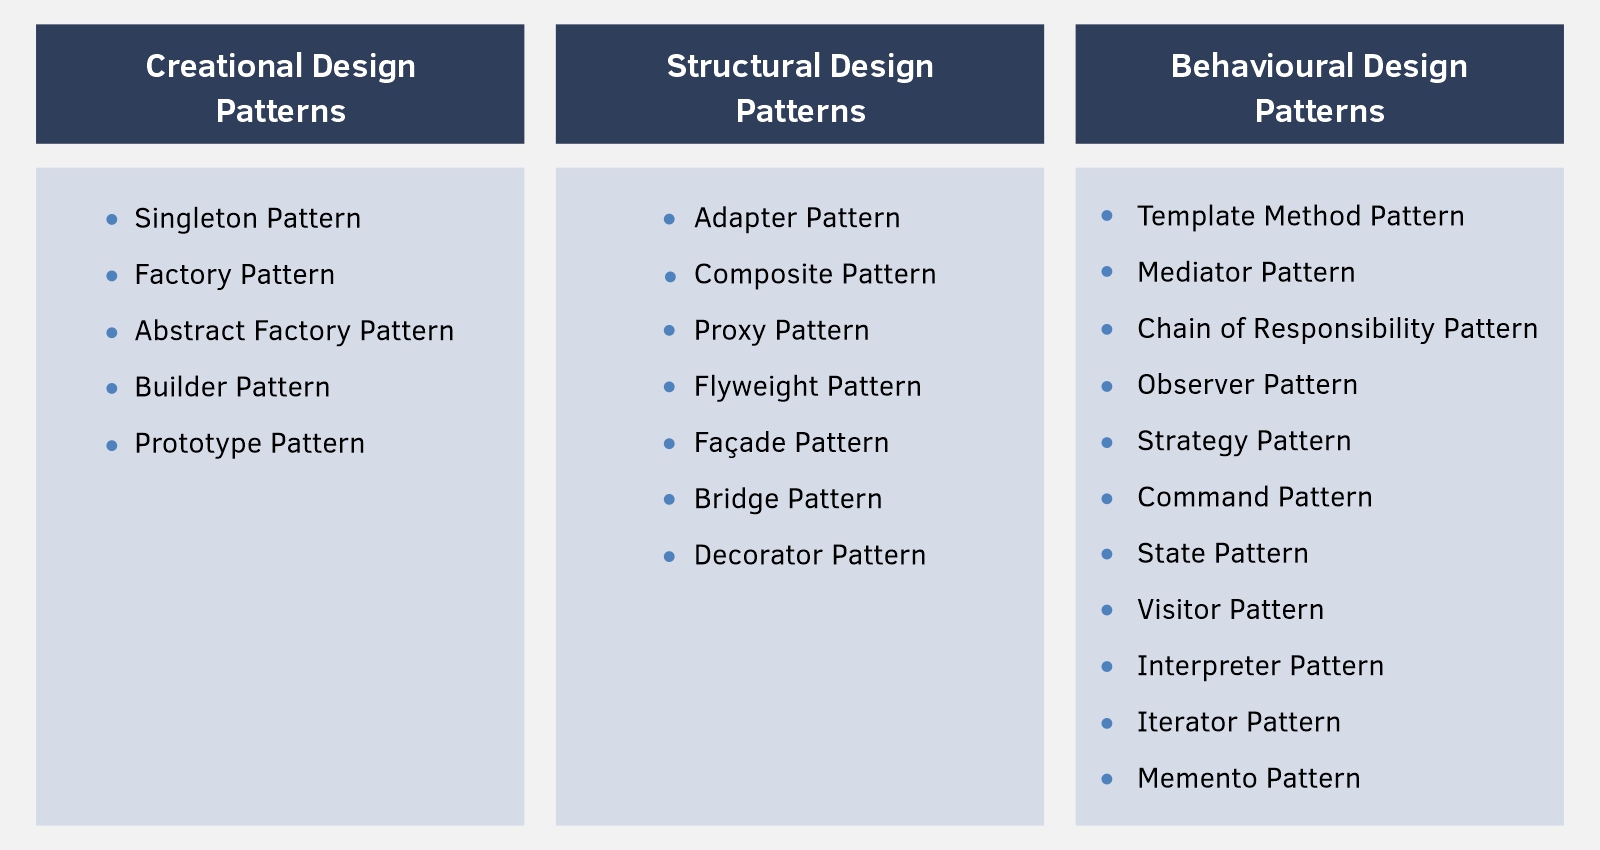 Creational Design
Patterns
Singleton Pattern
Factory Pattern
Abstract Factory Pattern
Builder Pattern
Prototype Pattern
Structural Design
Patterns
Adapter Pattern
Composite Pattern
Proxy Pattern
Flyweight Pattern
Façade Pattern
Bridge Pattern
Decorator Pattern
Behavioural Design
Patterns
Template Method Pattern
Mediator Pattern
Chain of Responsibility Pattern
Observer Pattern
Strategy Pattern
Command Pattern
State Pattern
Visitor Pattern
Interpreter Pattern
Iterator Pattern
Memento Pattern